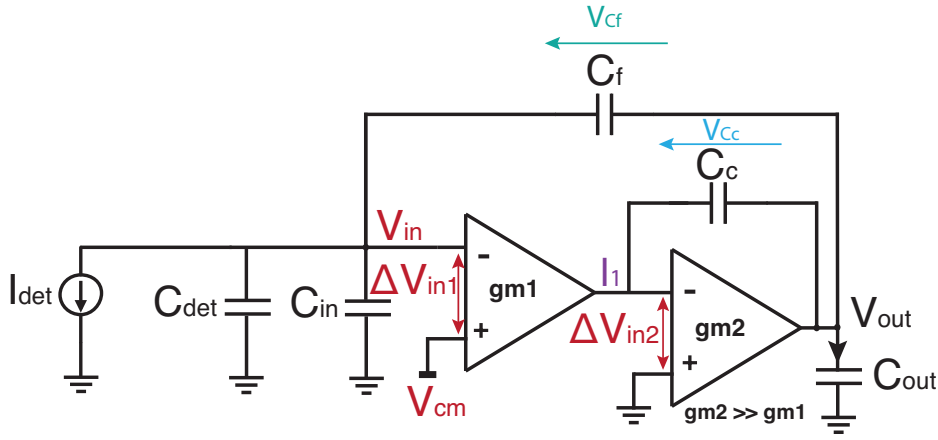 VCf
Cf
VCc
Cc
Vin
-
Idet
Cdet
Cin
ΔVin1
gm1
I1
-
+
Vcm
ΔVin2
gm2
+
Vout
Cout
gm2 >> gm1